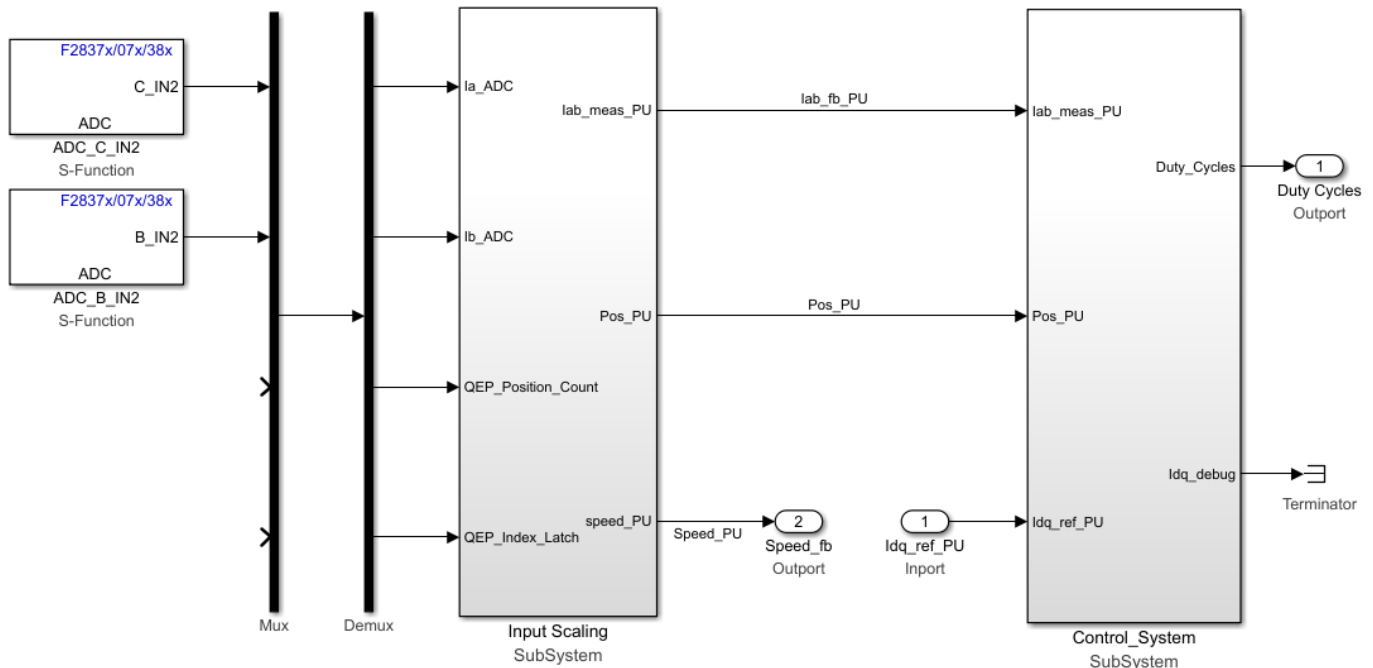 F2837x/07x/38x
C_IN2
ADC
ADC_C_IN2
S-Function
F2837x/07x/38x
B_IN2
ADC
ADC_B_IN2
S-Function
Mux
Demux
Ia_ADC
Ib_ADC
QEP_Position_Count
QEP_Index_Latch
Iab_meas_PU
Pos_PU
speed_PU
Input Scaling
SubSystem
Iab_fb_PU
Pos_PU
Speed_PU
2
Speed_fb
Outport
1
Idq_ref_PU
Inport
Iab_meas_PU
Pos_PU
Idq_ref_PU
Duty_Cycles
Idq_debug
Control_System
SubSystem
1
Duty Cycles
Outport
Terminator